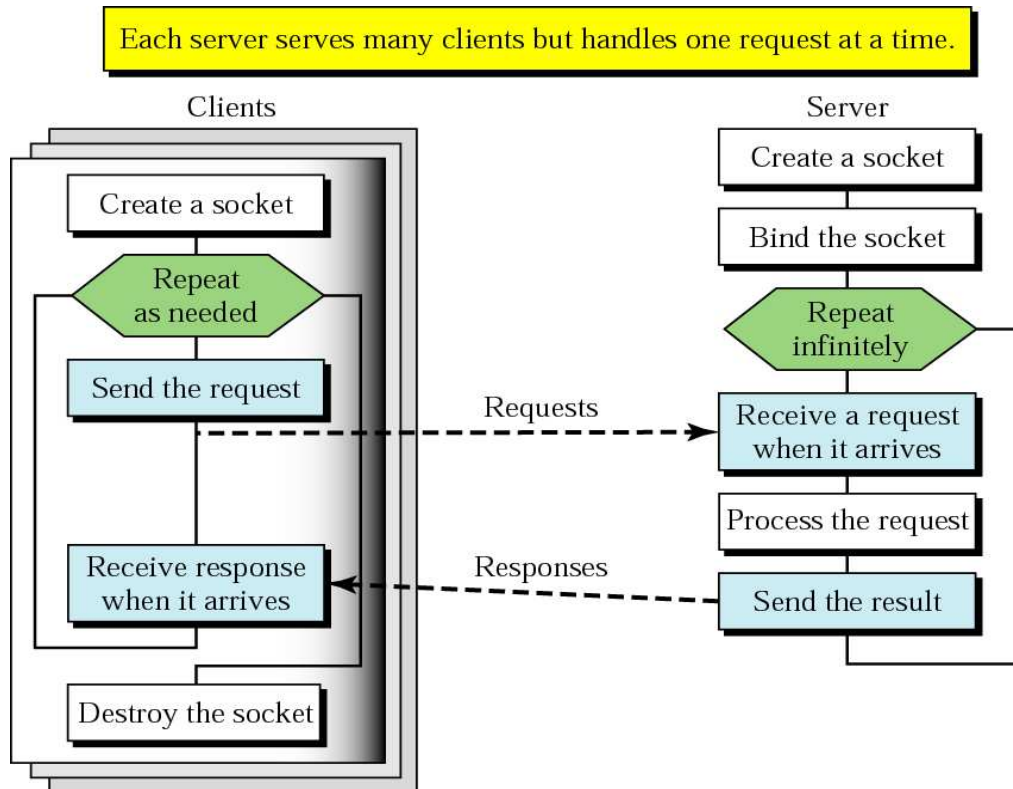 Each server serves many clients but handles one request at a time.
Clients
Create a socket
Repeat
as needed
Send the request
Receive response
when it arrives
Destroy the socket
Requests
Responses
Server
Create a socket
Bind the socket
Repeat
infinitely
Receive a request
when it arrives
Process the request
Send the result